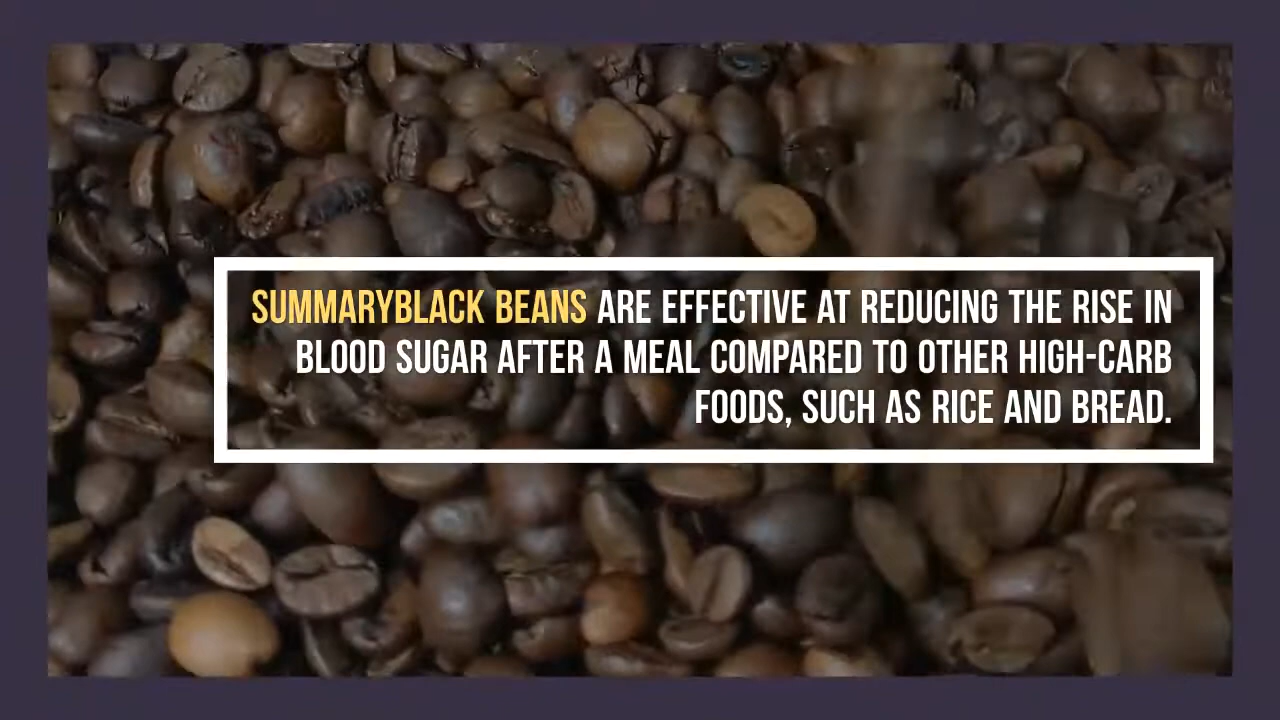 SUMMARYBLACK BEANS ARE EFFECTIVE AT REDUCING THE RISE IN
BLOOD SUGAR AFTER A MEAL COMPARED TO OTHER HIGH-CARB
FOODS, SUCH AS RICE AND BREAD.